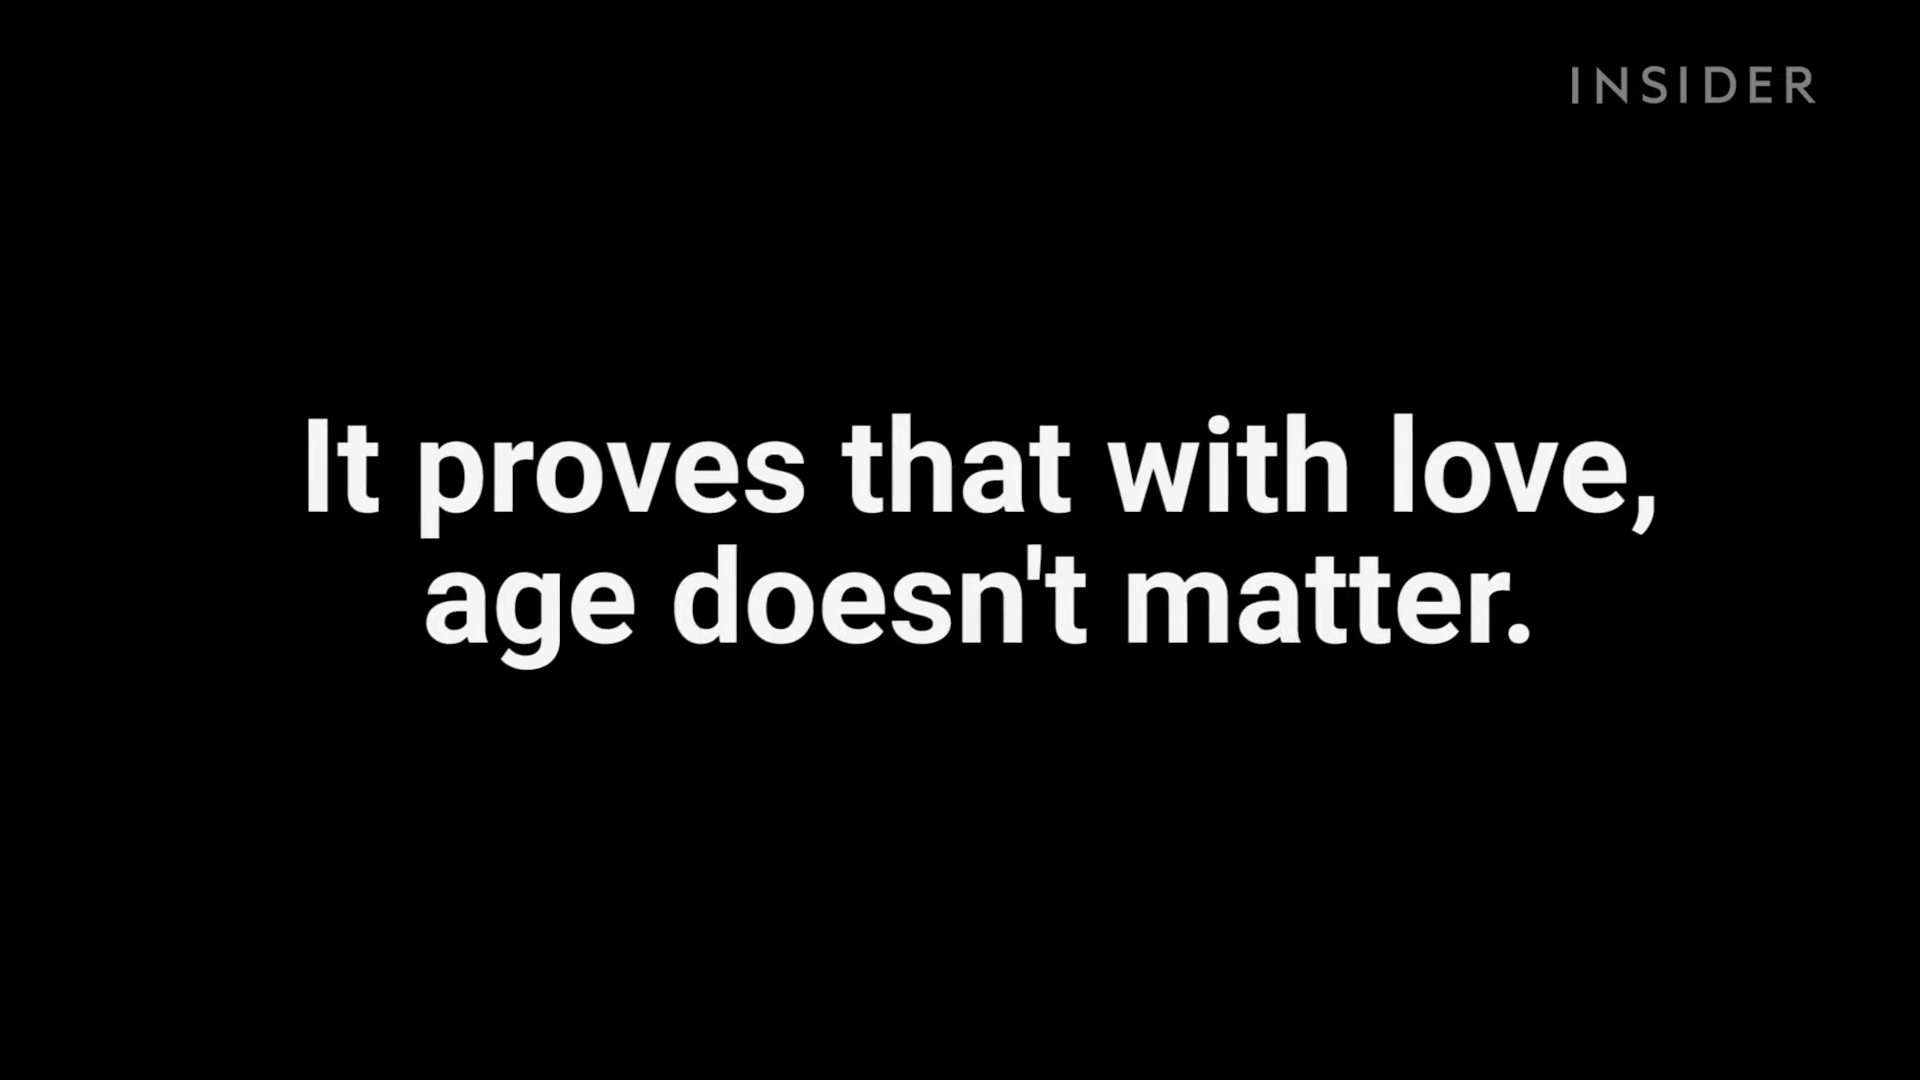 INSIDER
It proves that with love,
age doesn't matter.